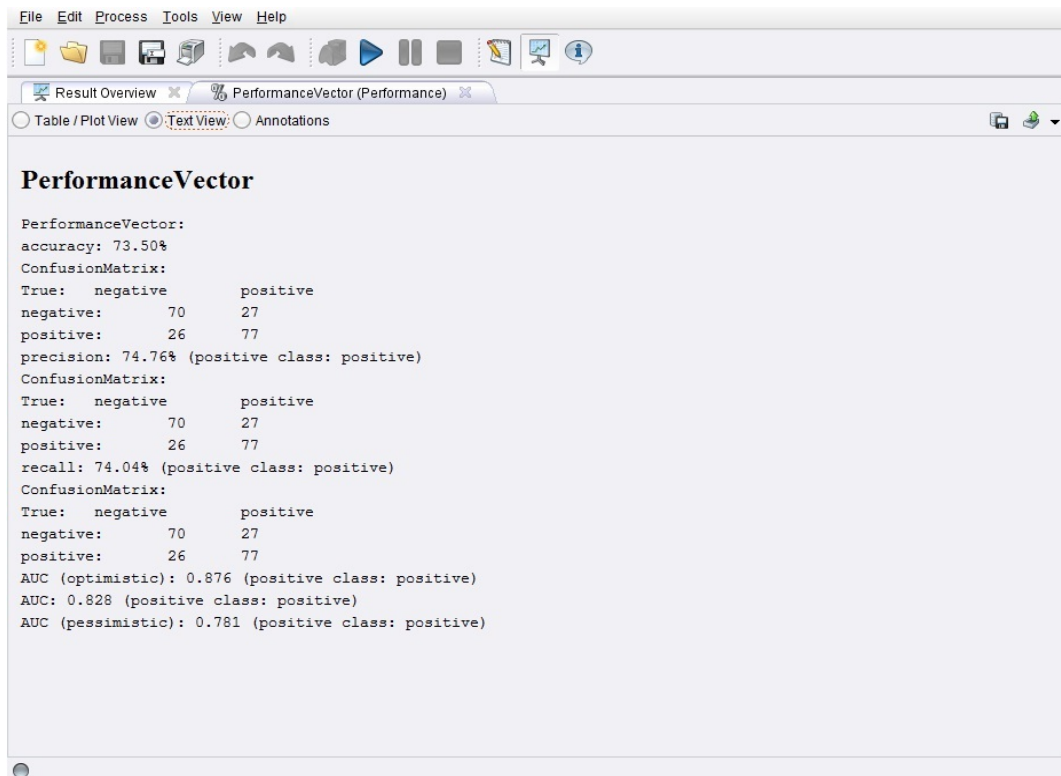 File Edit Process Tools View Help
Result Overview PerformanceVector (Performance)
Table / Plot View Text View Annotations
PerformanceVector
PerformanceVector:
accuracy: 73.50%
ConfusionMatrix:
True: negative positive
negative: 70 27
positive: 26 77
precision: 74.76% (positive class: positive)
ConfusionMatrix:
True: negative positive
negative: 70 27
positive: 26 77
recall: 74.04% (positive class: positive)
ConfusionMatrix:
True: negative positive
negative: 70 27
positive: 26 77
AUC (optimistic): 0.876 (positive class: positive)
AUC: 0.828 (positive class: positive)
AUC (pessimistic): 0.781 (positive class: positive)